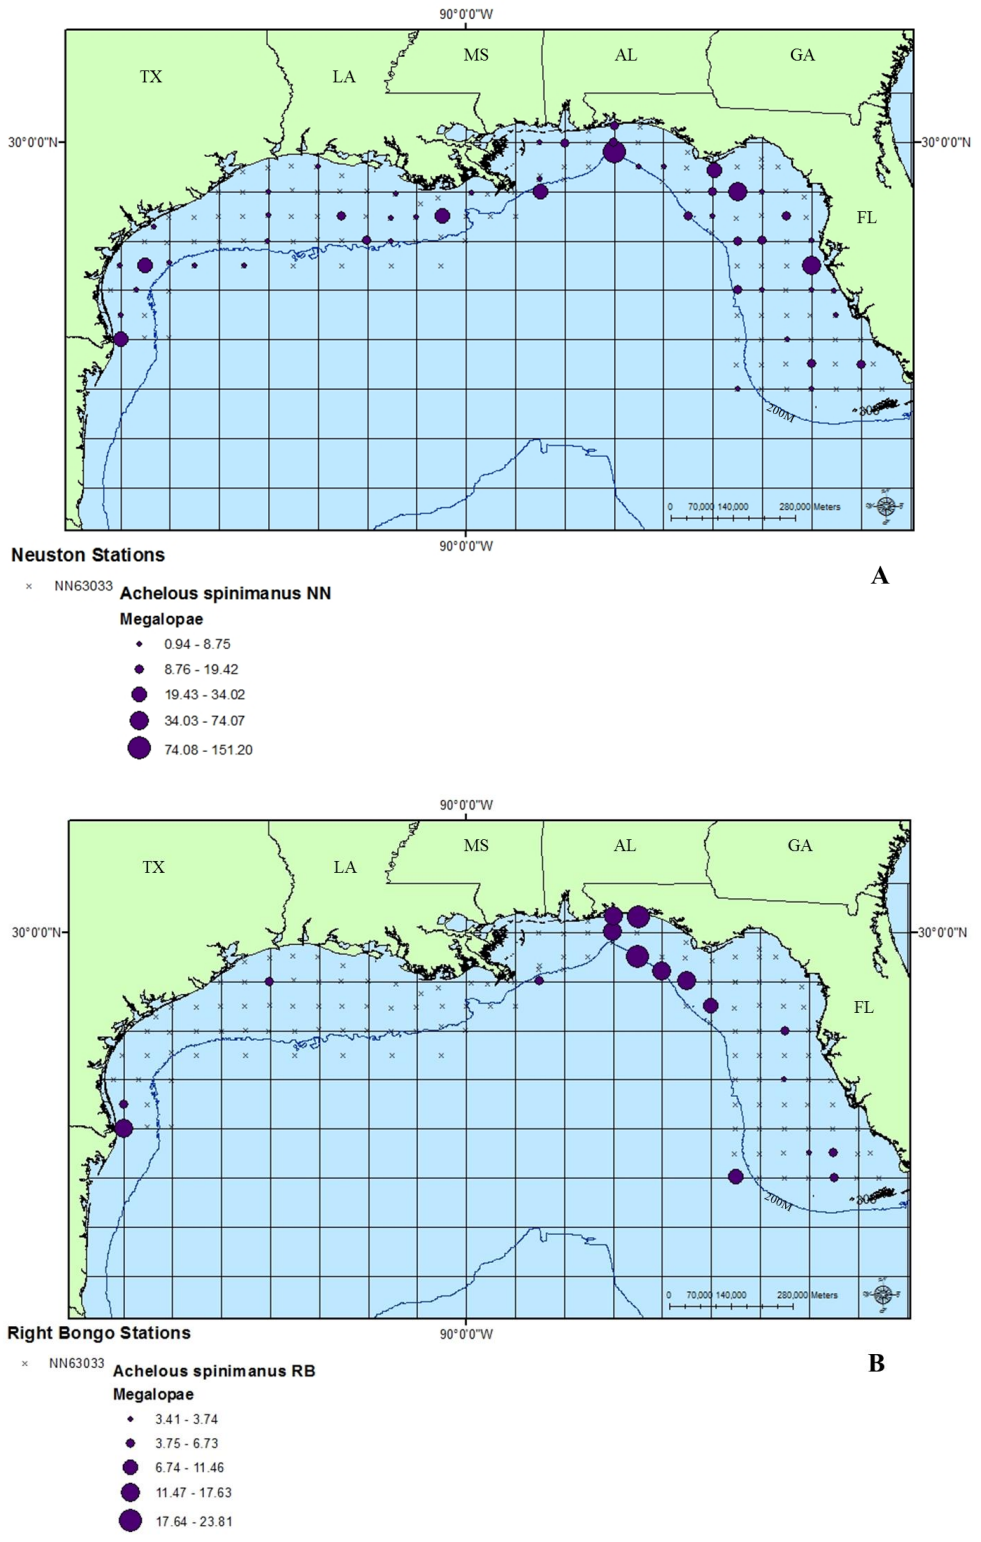 90°0'0"W
TX
LA
MS
AL
GA
30°0'0"N
30°0'0"N
FL
200M
300
0 70,000 140,000 280,000 Meters
90°0'0"W
Neuston Stations
NN63033
Achelous spinimanus NN
Megalopae
0.94 - 8.75
8.76 - 19.42
19.43 - 34.02
34.03 - 74.07
74.08 - 151.20
A
90°0'0"W
TX
LA
MS
AL
GA
30°0'0"N
30°0'0"N
FL
200M
300
0 70,000 140,000 280,000 Meters
90°0'0"W
Right Bongo Stations
NN63033
Achelous spinimanus RB
Megalopae
3.41 - 3.74
3.75 - 6.73
6.74 - 11.46
11.47 - 17.63
17.64 - 23.81
B